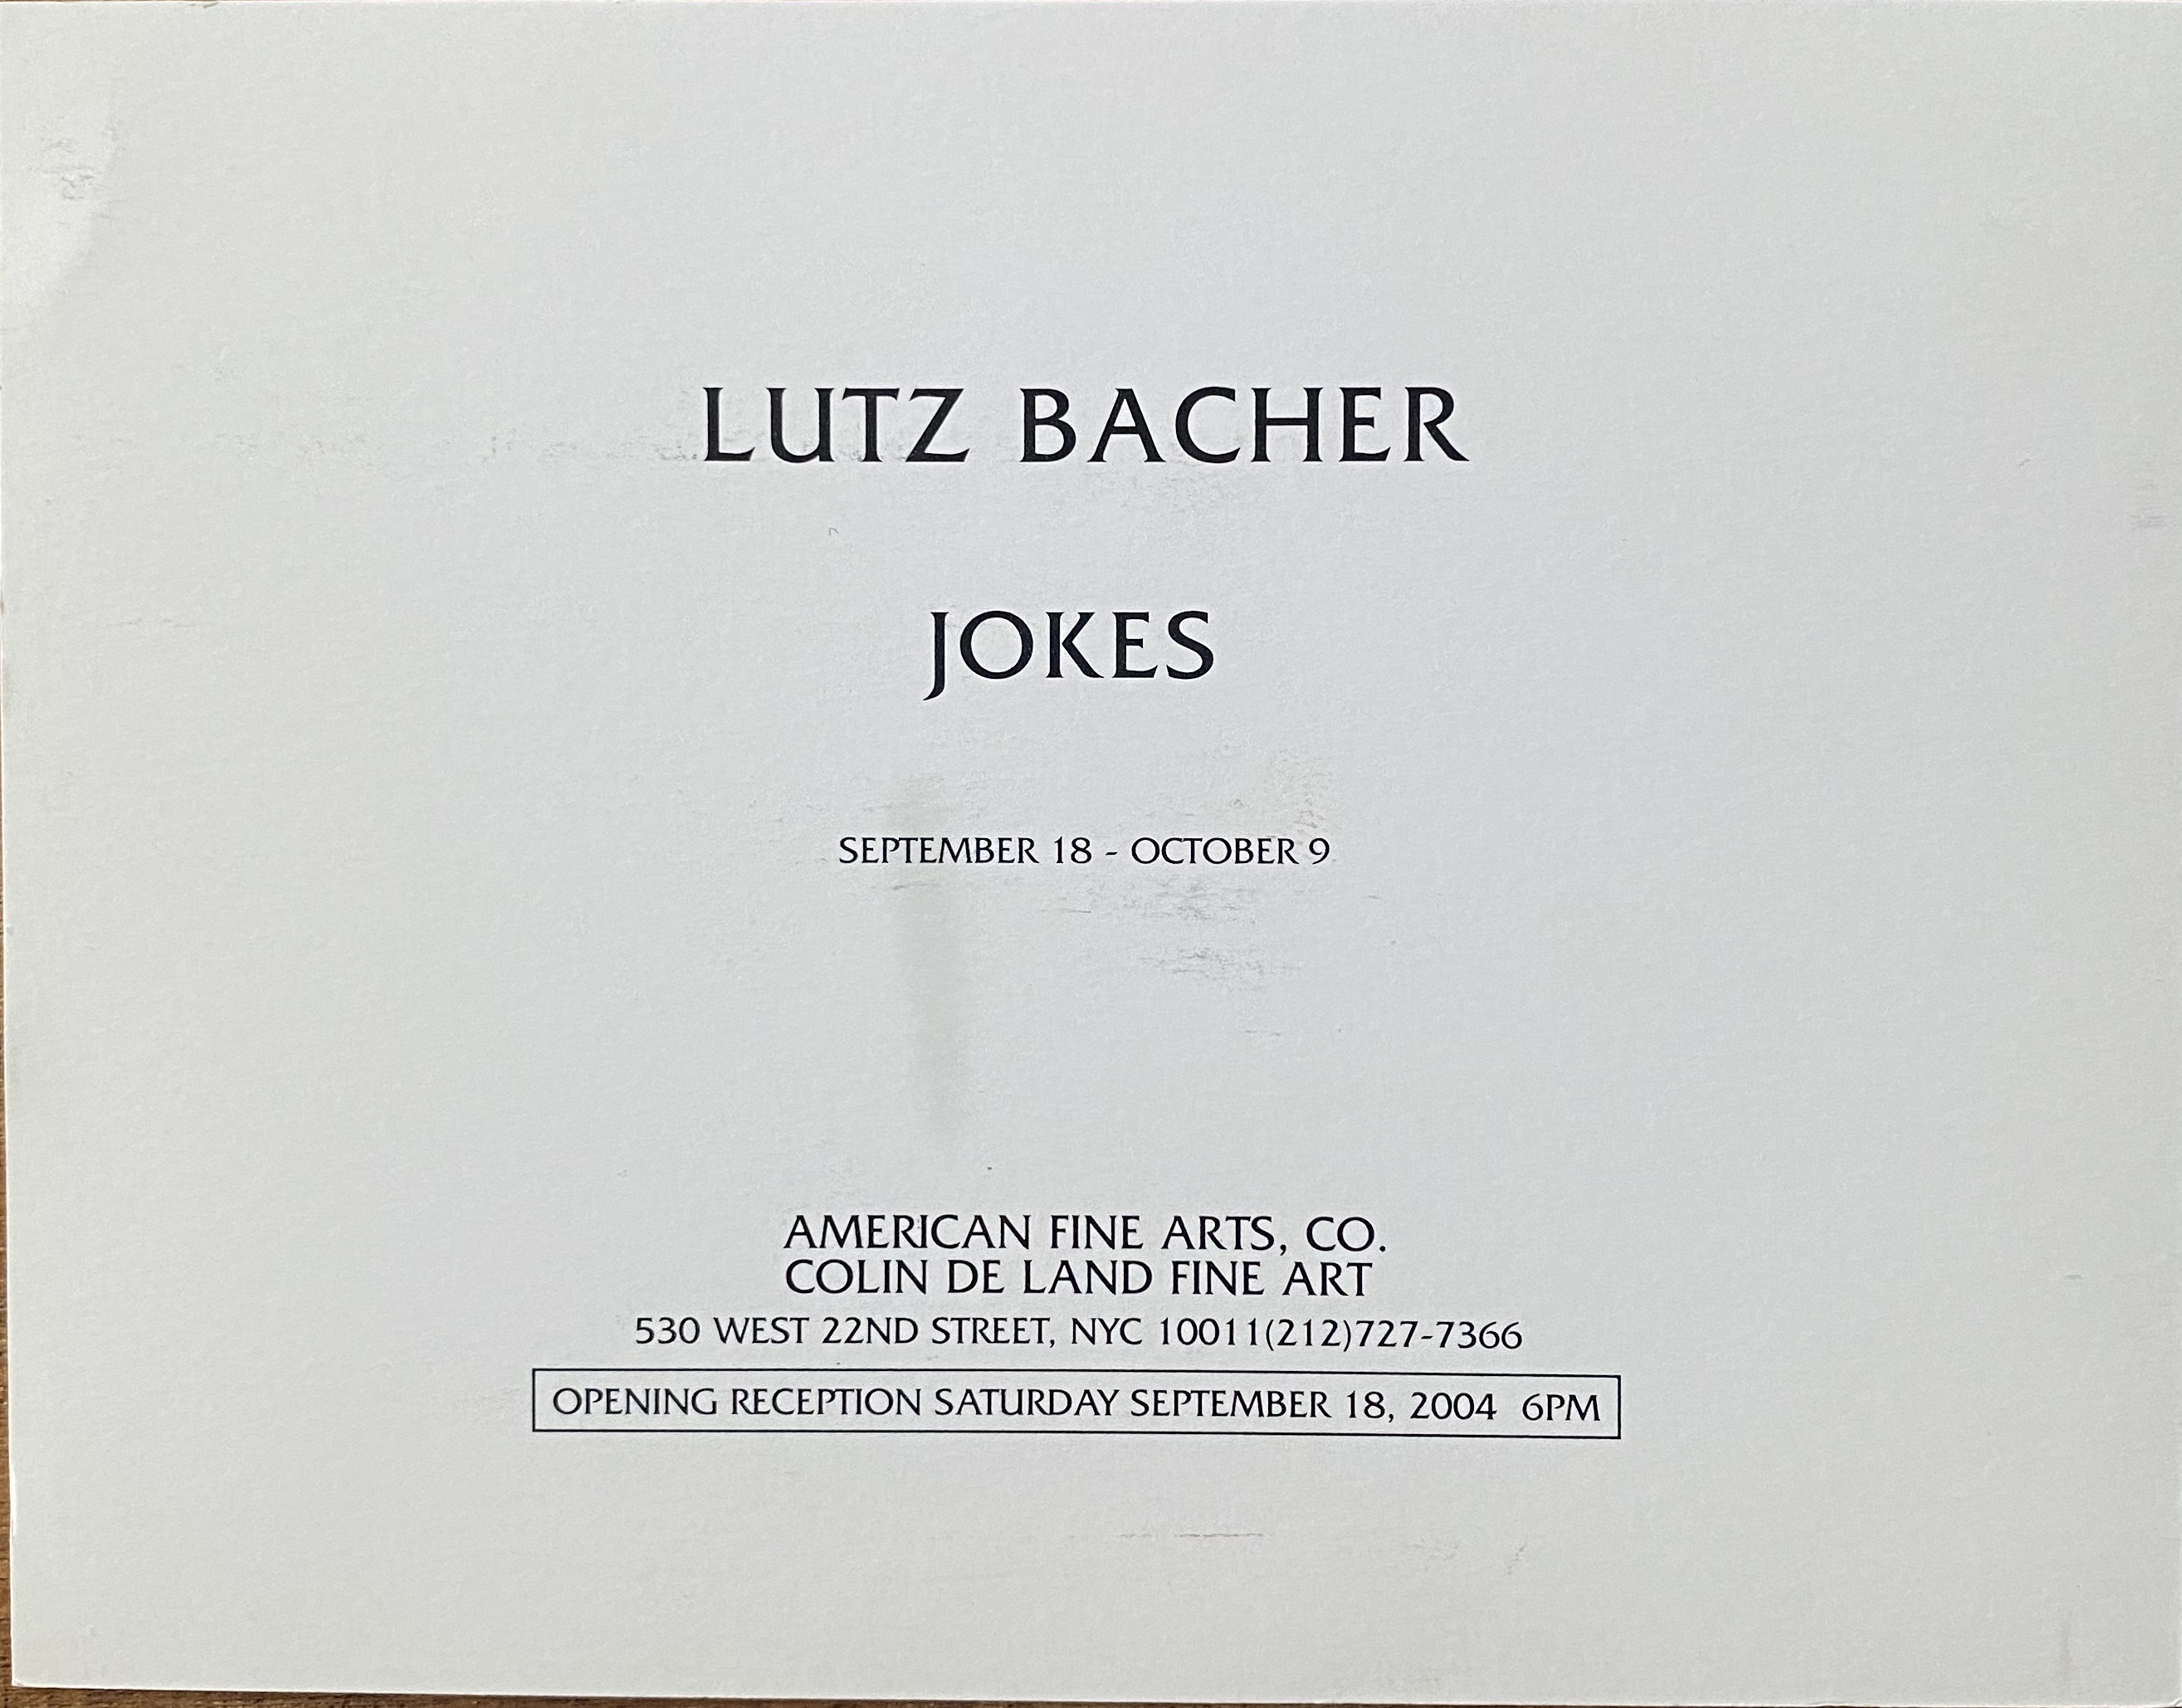 LUTZ BACHER
JOKES
SEPTEMBER 18 - OCTOBER 9
AMERICAN FINE ARTS, CO.
COLIN DE LAND FINE ART
530 WEST 22ND STREET, NYC 10011(212)727-7366
OPENING RECEPTION SATURDAY SEPTEMBER 18, 2004 6PM